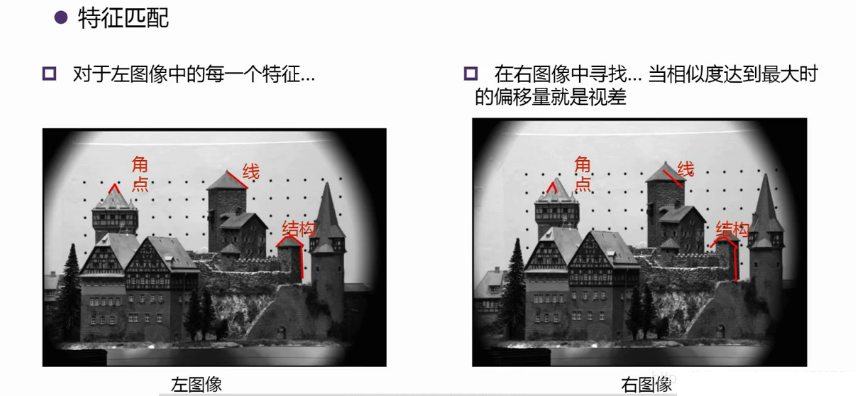 特征匹配
对于左图像中的每一个特征...
在右图像中寻找... 当相似度达到最大时
的偏移量就是视差
角
点
线
结构
角
点
线
结构
左图像
右图像